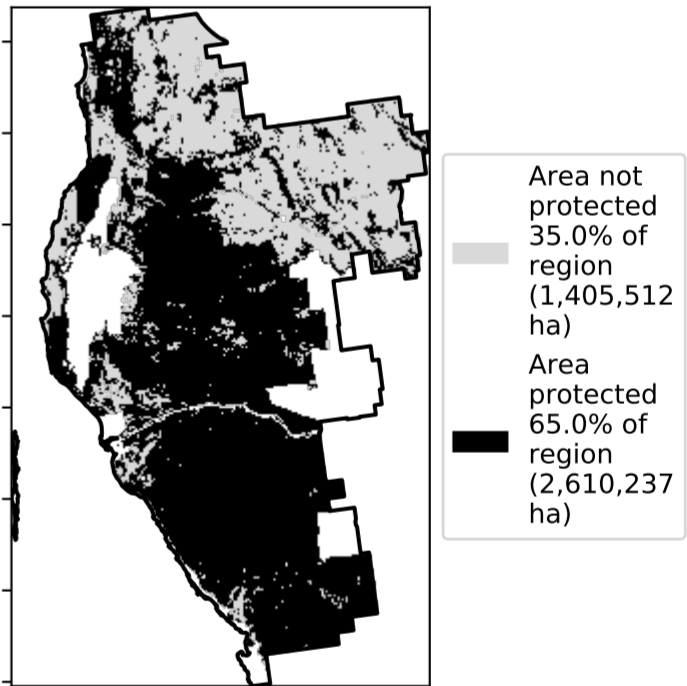 Area not
protected
35.0% of
region
(1,405,512
ha)
Area
protected
65.0% of
region
(2,610,237
ha)